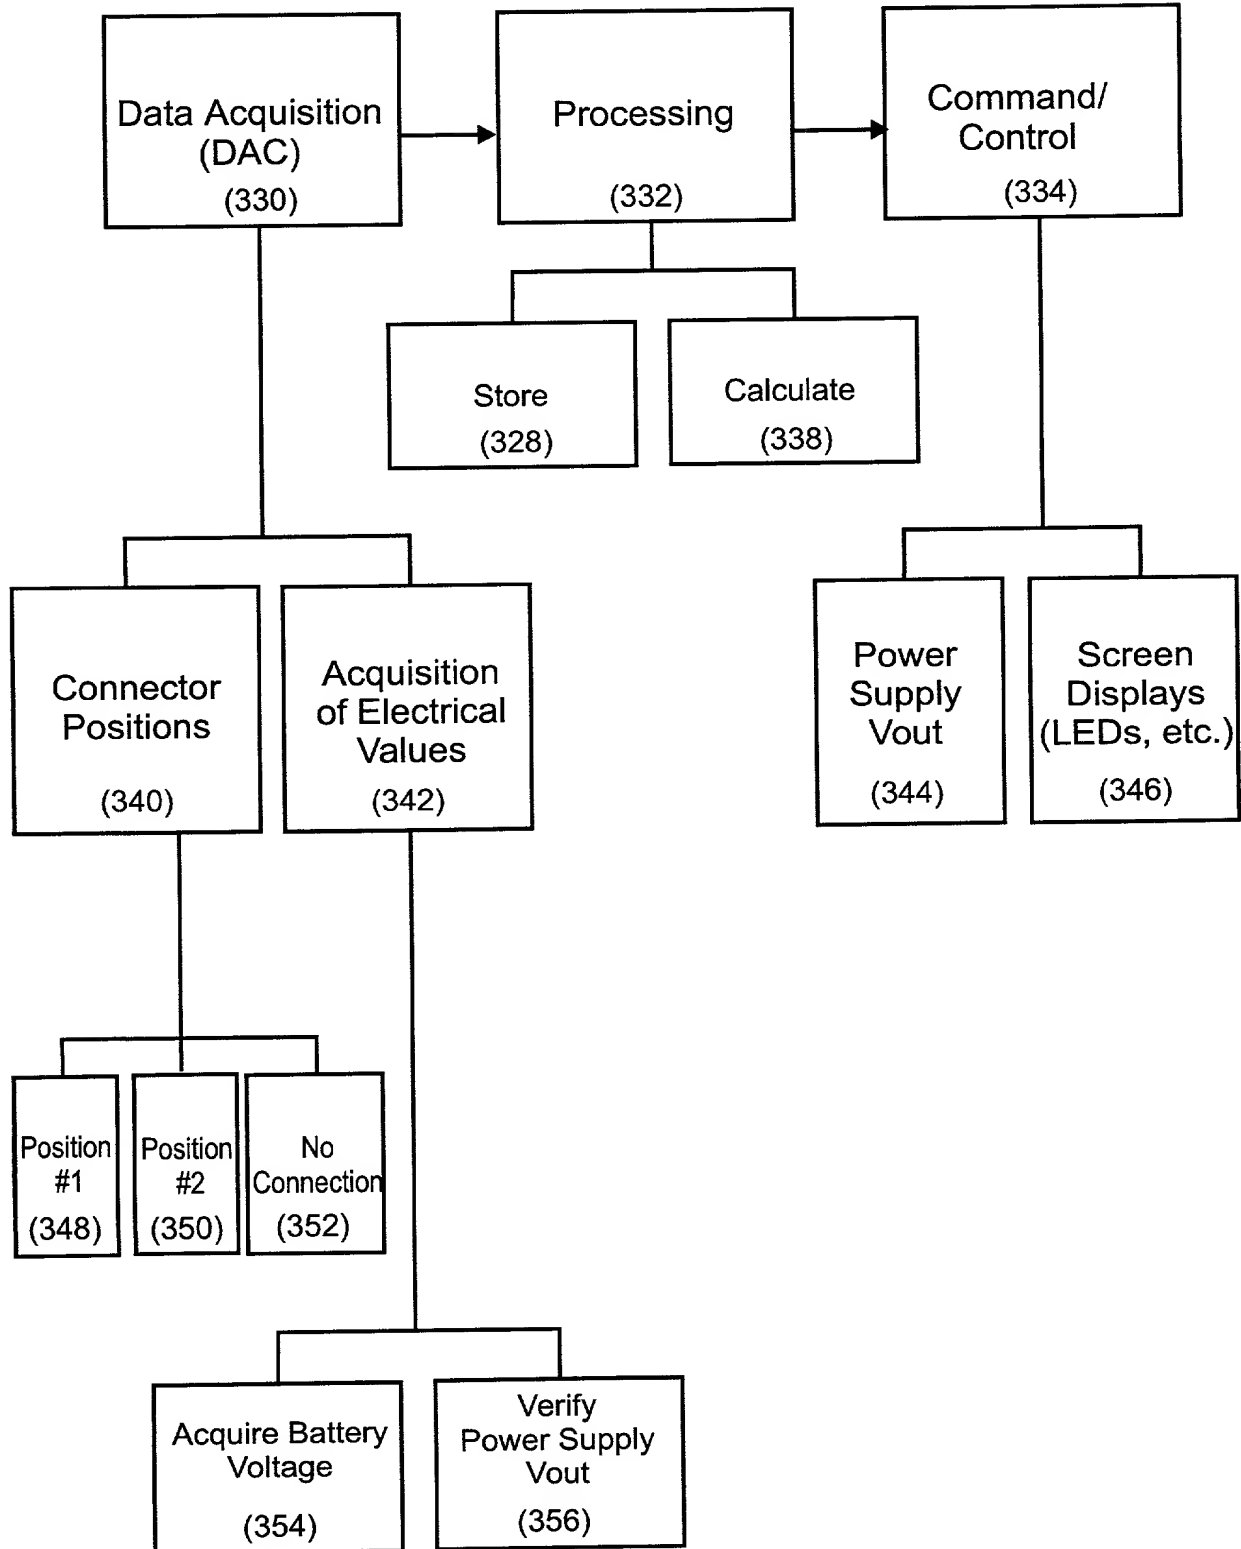 Data Acquisition
(DAC)
(330)
Processing
(332)
Command/
Control
(334)
Store
(328)
Calculate
(338)
Connector
Positions
(340)
Acquisition
of Electrical
Values
(342)
Power
Supply
Vout
(344)
Screen
Displays
(LEDs, etc.)
(346)
Position
#1
(348)
Position
#2
(350)
No
Connection
(352)
Acquire Battery
Voltage
(354)
Verify
Power Supply
Vout
(356)